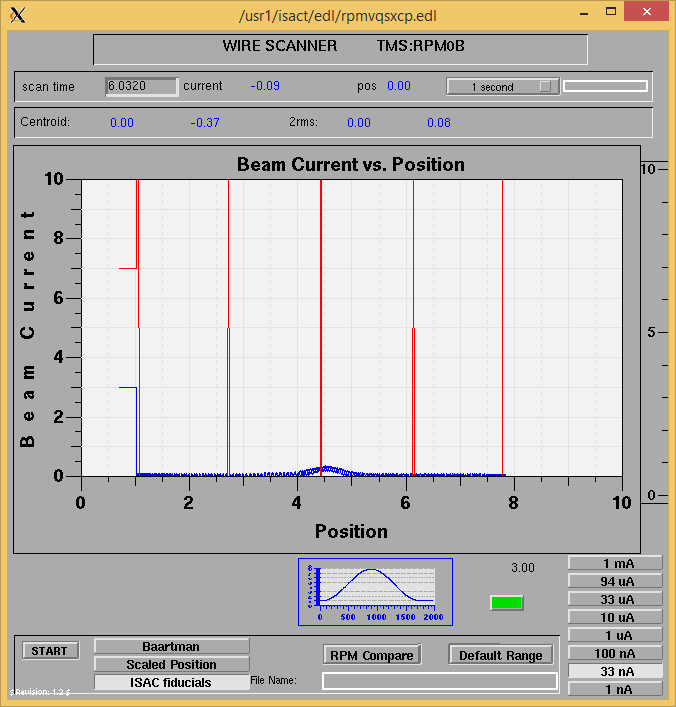 /usr1/isact/edl/rpmvqsxcp.edl
WIRE SCANNER TMS:RPM0B
scan time 6.0320 current -0.09 pos 0.00 1 second
Centroid: 0.00 -0.37 2rms: 0.00 0.08
Beam Current vs. Position
10
8
6
4
2
0
Beam Current
0 2 4 6 8 10
Position
10
5
0
8
0 500 1000 1500 2000
3.00
1 mA
94 uA
33 uA
10 uA
1 uA
100 nA
33 nA
1 nA
START
Baartman
Scaled Position
ISAC fiducials
RPM Compare
Default Range
File Name:
$Revision: 1.2 $